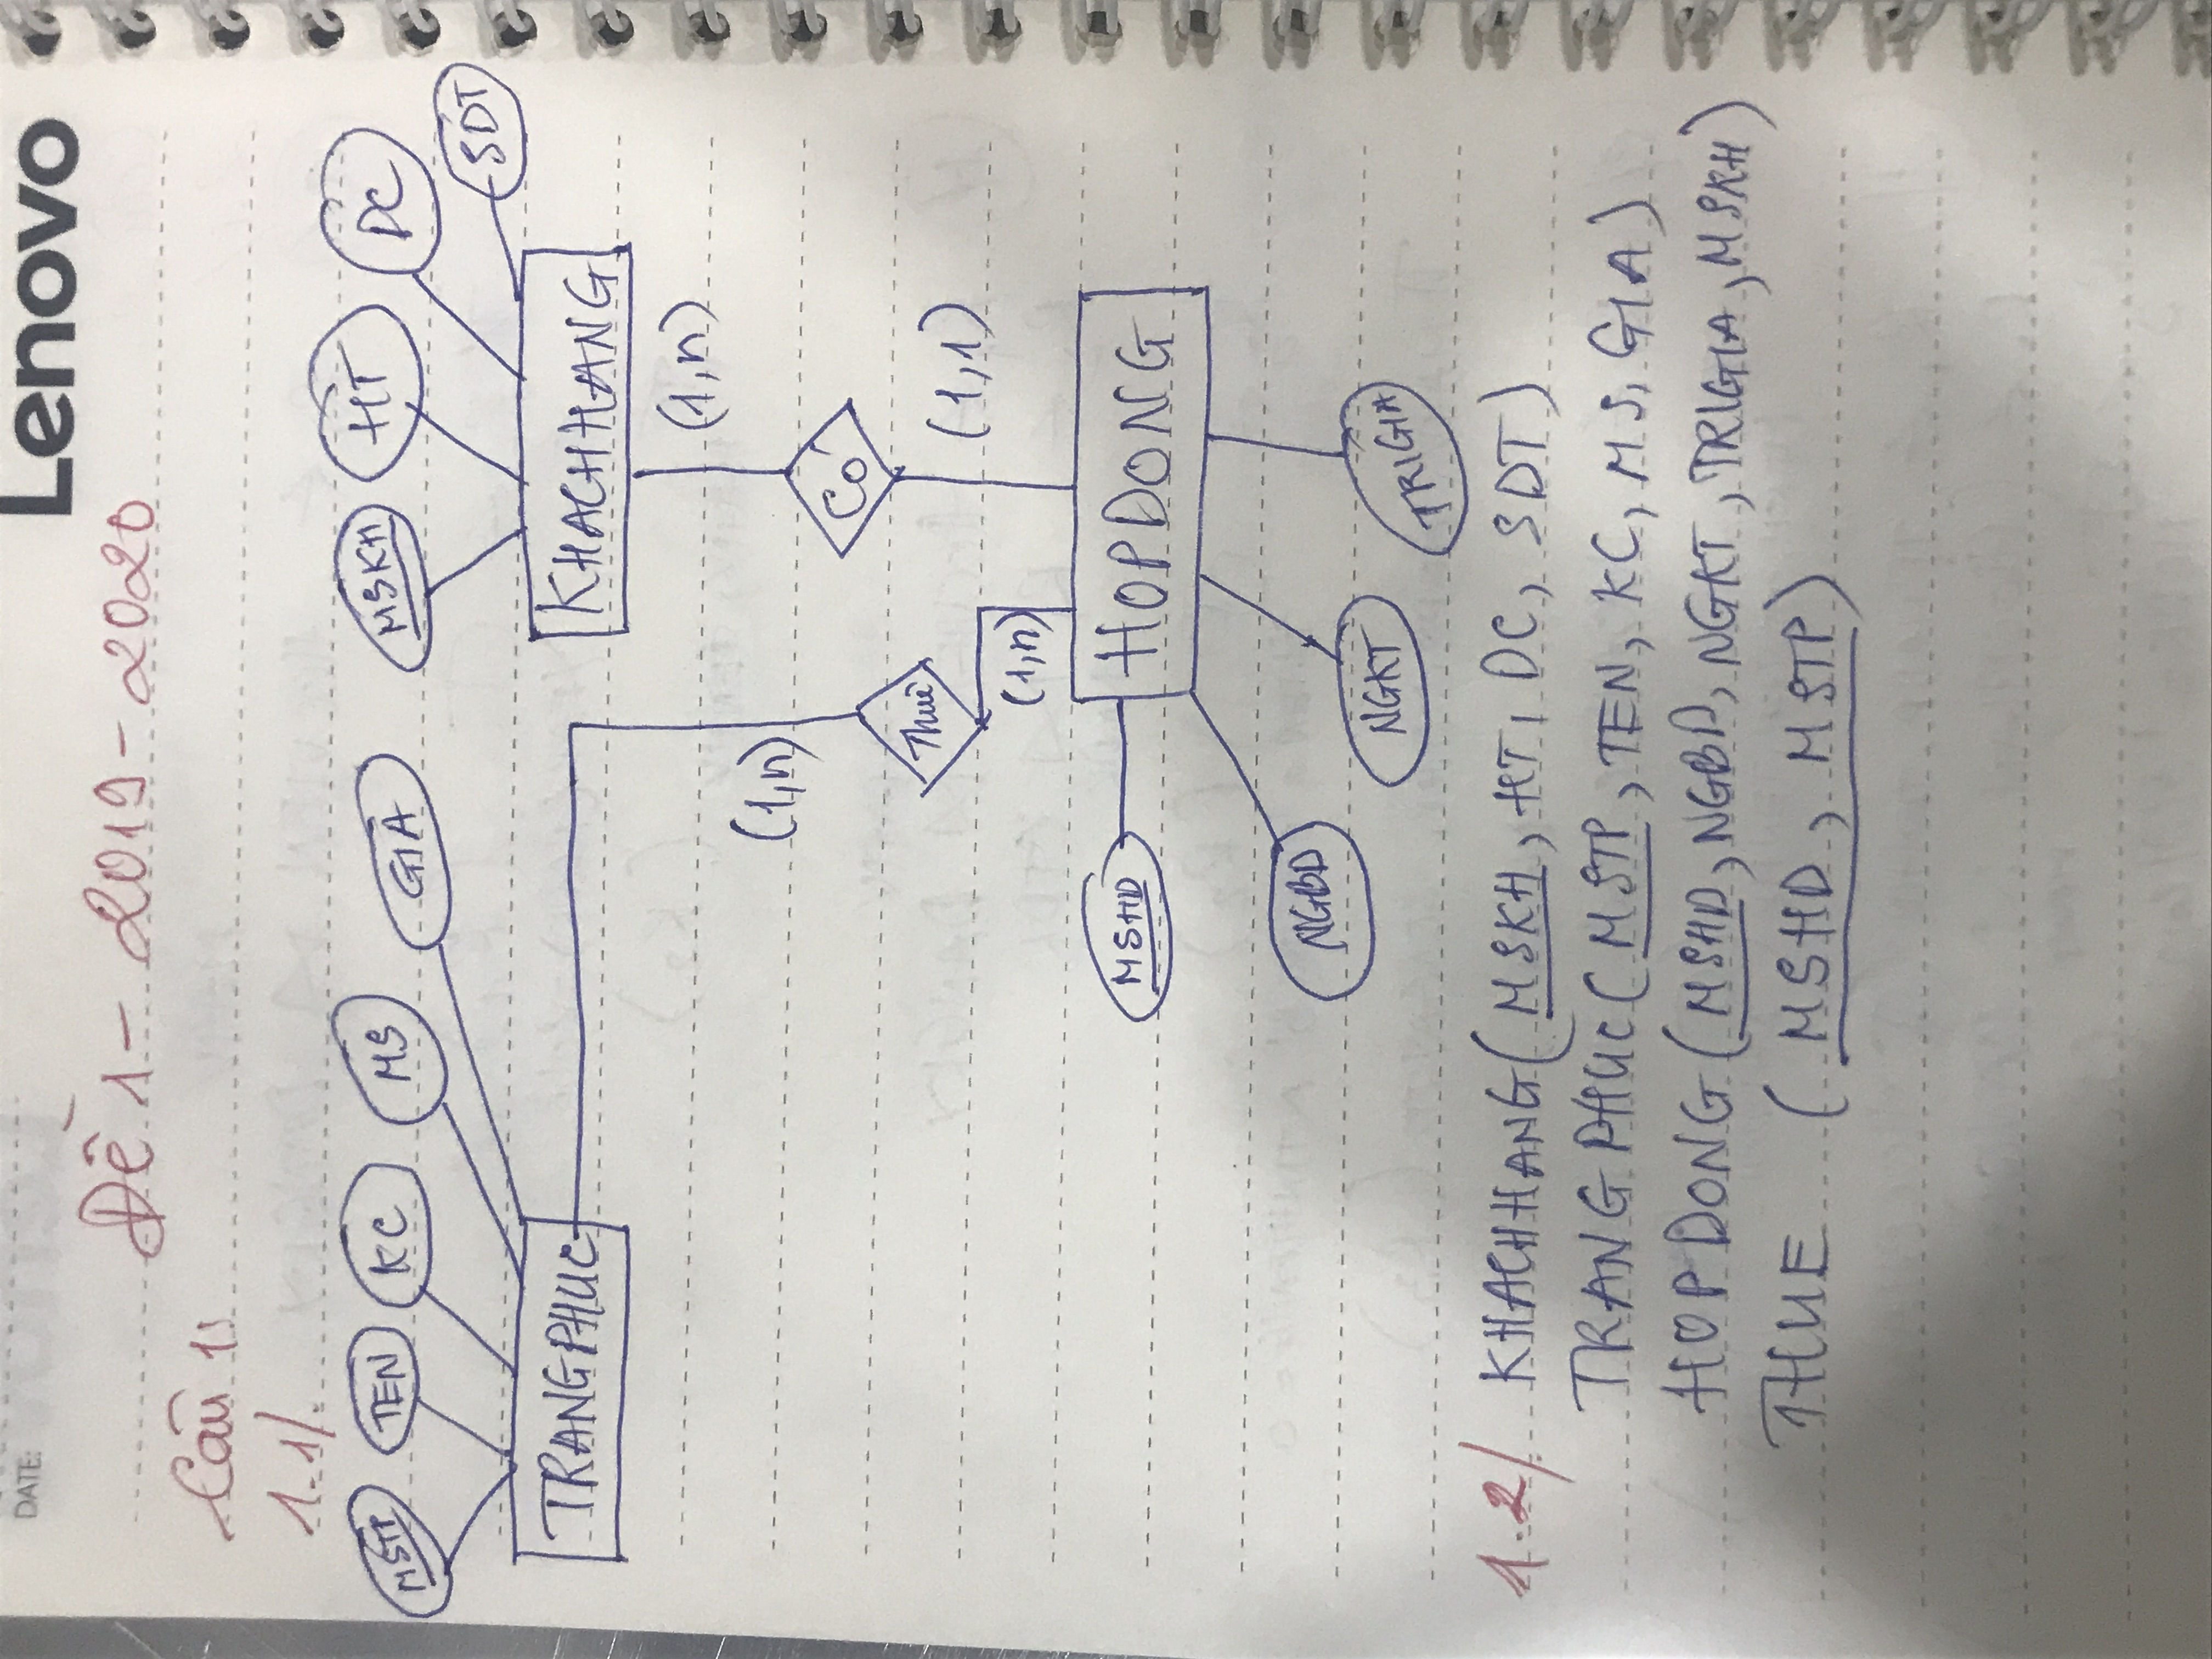 DATE:
Lenovo
Đề 1 - 2019 - 2020
Câu 1:
1.1/.
MSTP TEN KC MS GIA MSKH HT DC
SDT
TRANGPHUC KHACHHANG
(1,n)
(1,n)
Có
Thuê
(1,1)
(1,n)
MSHD HOPDONG
NGBD
NGKT TRIGIA
1.2/. KHACHHANG(MSKH, HT, DC, SDT)
TRANGPHUC(MSTP, TEN, KC, MS, GIA)
HOPDONG(MSHD, NGBD, NGKT, TRIGIA, MSKH)
THUE (MSHD, MSTP)